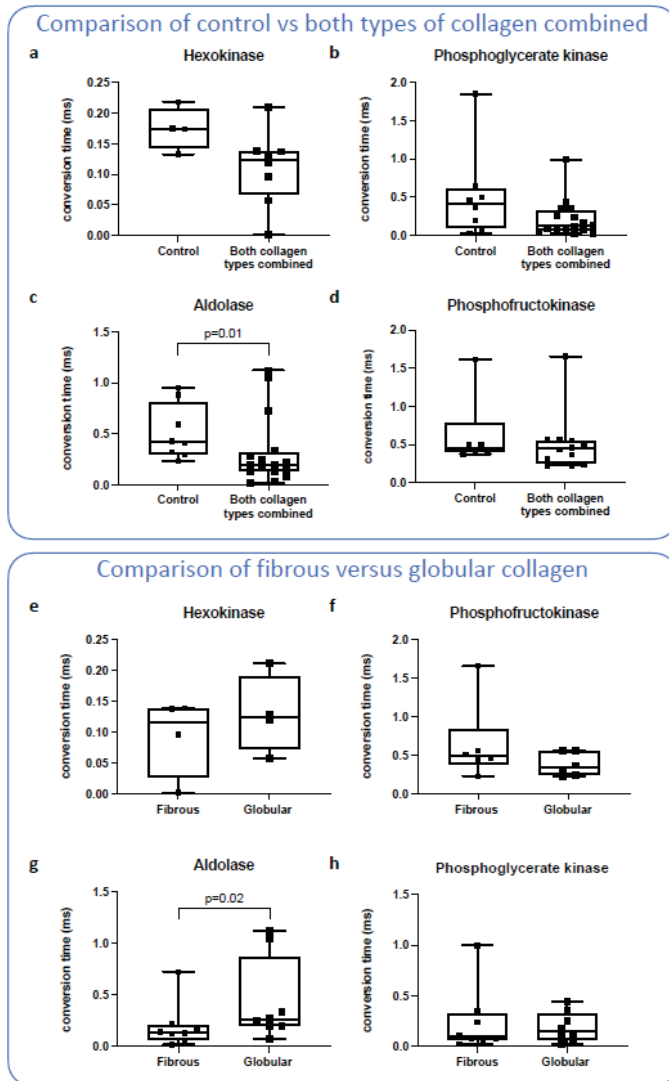 Comparison of control vs both types of collagen combined
a
Hexokinase
conversion time (ms)
0.25
0.20
0.15
0.10
0.05
0.00
Control
Both collagen
types combined
b
Phosphoglycerate kinase
conversion time (ms)
2.0
1.5
1.0
0.5
0.0
Control
Both collagen
types combined
c
Aldolase
p=0.01
conversion time (ms)
1.5
1.0
0.5
0.0
Control
Both collagen
types combined
d
Phosphofructokinase
conversion time (ms)
2.0
1.5
1.0
0.5
0.0
Control
Both collagen
types combined
Comparison of fibrous versus globular collagen
e
Hexokinase
conversion time (ms)
0.25
0.20
0.15
0.10
0.05
0.00
Fibrous
Globular
f
Phosphofructokinase
conversion time (ms)
2.0
1.5
1.0
0.5
0.0
Fibrous
Globular
g
Aldolase
p=0.02
conversion time (ms)
1.5
1.0
0.5
0.0
Fibrous
Globular
h
Phosphoglycerate kinase
conversion time (ms)
1.5
1.0
0.5
0.0
Fibrous
Globular